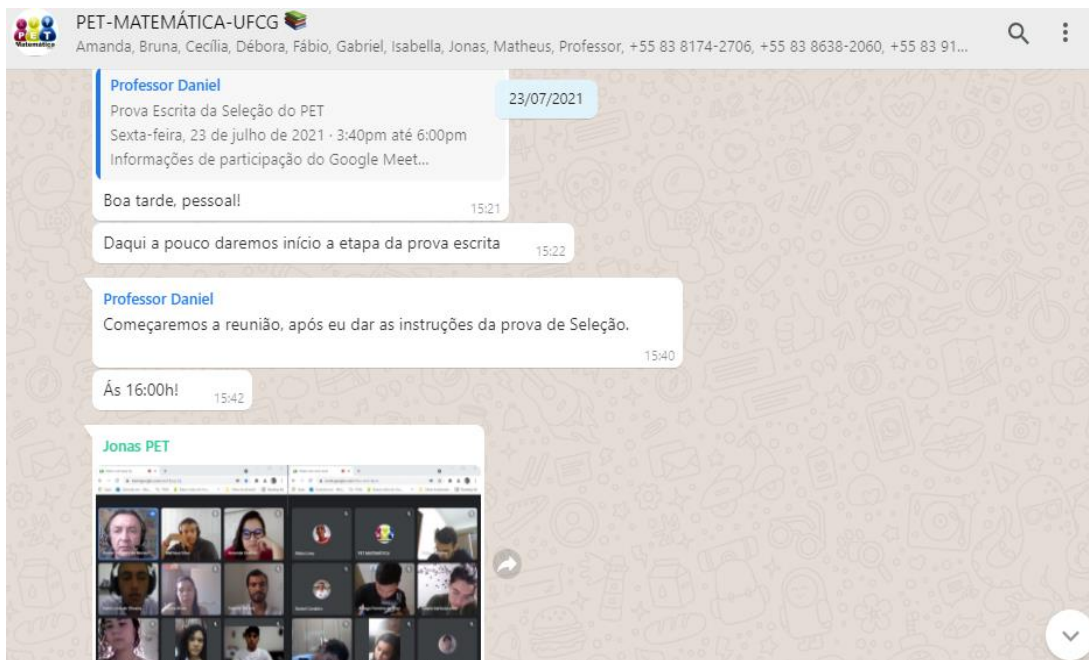 PET-MATEMÁTICA-UFCG
Amanda, Bruna, Cecília, Débora, Fábio, Gabriel, Isabella, Jonas, Matheus, Professor, +55 83 8174-2706, +55 83 8638-2060, +55 83 91...
23/07/2021
Professor Daniel
Prova Escrita da Seleção do PET
Sexta-feira, 23 de julho de 2021 · 3:40pm até 6:00pm
Informações de participação do Google Meet...
Boa tarde, pessoal!
15:21
Daqui a pouco daremos início a etapa da prova escrita
15:22
Professor Daniel
Começaremos a reunião, após eu dar as instruções da prova de Seleção.
15:40
Ás 16:00h!
15:42
Jonas PET